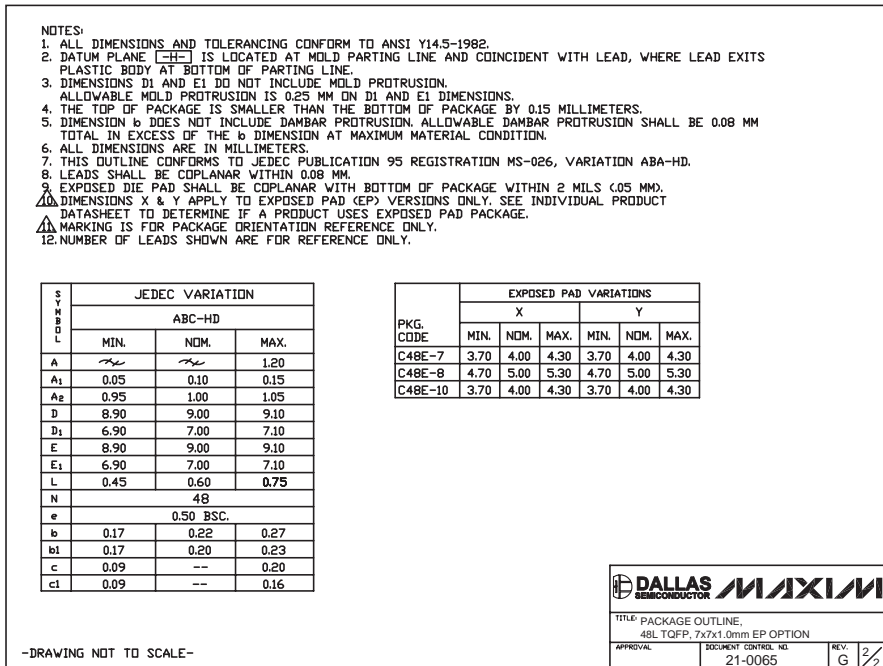 NOTES:
1. ALL DIMENSIONS AND TOLERANCING CONFORM TO ANSI Y14.5-1982.
2. DATUM PLANE -H- IS LOCATED AT MOLD PARTING LINE AND COINCIDENT WITH LEAD, WHERE LEAD EXITS
PLASTIC BODY AT BOTTOM OF PARTING LINE.
3. DIMENSIONS D1 AND E1 DO NOT INCLUDE MOLD PROTRUSION.
ALLOWABLE MOLD PROTRUSION IS 0.25 MM ON D1 AND E1 DIMENSIONS.
4. THE TOP OF PACKAGE IS SMALLER THAN THE BOTTOM OF PACKAGE BY 0.15 MILLIMETERS.
5. DIMENSION b DOES NOT INCLUDE DAMBAR PROTRUSION. ALLOWABLE DAMBAR PROTRUSION SHALL BE 0.08 MM
TOTAL IN EXCESS OF THE b DIMENSION AT MAXIMUM MATERIAL CONDITION.
6. ALL DIMENSIONS ARE IN MILLIMETERS.
7. THIS OUTLINE CONFORMS TO JEDEC PUBLICATION 95 REGISTRATION MS-026, VARIATION ABA-HD.
8. LEADS SHALL BE COPLANAR WITHIN 0.08 MM.
9. EXPOSED DIE PAD SHALL BE COPLANAR WITH BOTTOM OF PACKAGE WITHIN 2 MILS (.05 MM).
10. DIMENSIONS X & Y APPLY TO EXPOSED PAD (EP) VERSIONS ONLY. SEE INDIVIDUAL PRODUCT
DATASHEET TO DETERMINE IF A PRODUCT USES EXPOSED PAD PACKAGE.
11. MARKING IS FOR PACKAGE ORIENTATION REFERENCE ONLY.
12. NUMBER OF LEADS SHOWN ARE FOR REFERENCE ONLY.
SYMBOL JEDEC VARIATION
ABC-HD
MIN. NOM. MAX.
A 1.20
A1 0.05 0.10 0.15
A2 0.95 1.00 1.05
D 8.90 9.00 9.10
D1 6.90 7.00 7.10
E 8.90 9.00 9.10
E1 6.90 7.00 7.10
L 0.45 0.60 0.75
N 48
e 0.50 BSC.
b 0.17 0.22 0.27
b1 0.17 0.20 0.23
c 0.09 -- 0.20
c1 0.09 -- 0.16
EXPOSED PAD VARIATIONS
X Y
PKG. CODE MIN. NOM. MAX. MIN. NOM. MAX.
C48E-7 3.70 4.00 4.30 3.70 4.00 4.30
C48E-8 4.70 5.00 5.30 4.70 5.00 5.30
C48E-10 3.70 4.00 4.30 3.70 4.00 4.30
-DRAWING NOT TO SCALE-
DALLAS SEMICONDUCTOR MAXIM
TITLE: PACKAGE OUTLINE,
48L TQFP, 7x7x1.0mm EP OPTION
APPROVAL DOCUMENT CONTROL NO. REV.
21-0065 G 2/2